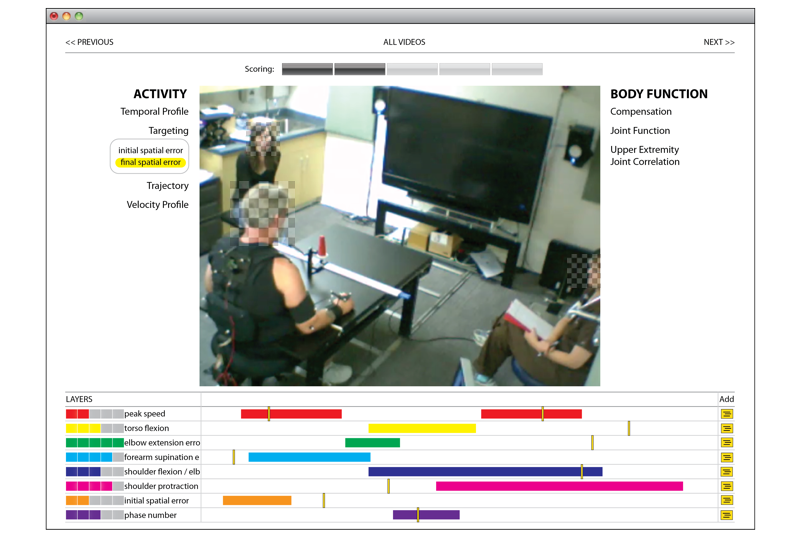 << PREVIOUS
ALL VIDEOS
NEXT >>
Scoring:
ACTIVITY
Temporal Profile
Targeting
initial spatial error
final spatial error
Trajectory
Velocity Profile
BODY FUNCTION
Compensation
Joint Function
Upper Extremity
Joint Correlation
LAYERS
Add
peak speed
torso flexion
elbow extension erro
forearm supination e
shoulder flexion / elb
shoulder protraction
initial spatial error
phase number